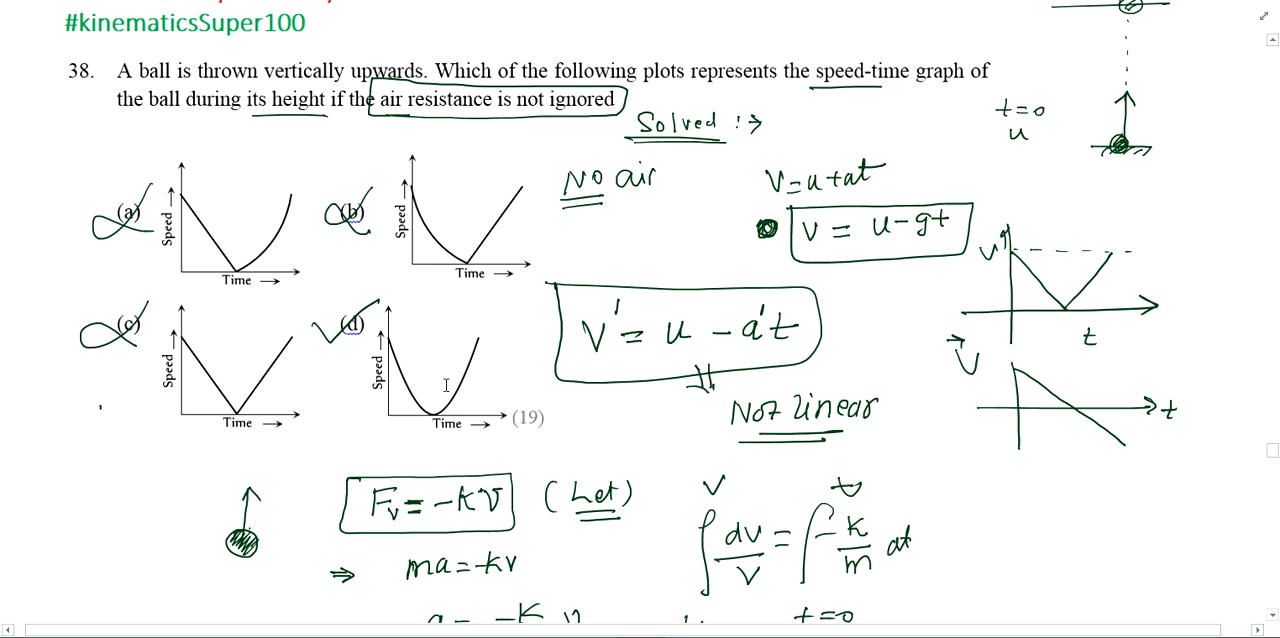 #kinematicsSuper100
38. A ball is thrown vertically upwards. Which of the following plots represents the speed-time graph of
the ball during its height if the air resistance is not ignored
Solved :→
t=0
u
(a)
Speed →
Time →
(b)
Speed →
Time →
NO air
V=u+at
V = u-gt
V
t
(c)
Speed →
Time →
(d)
Speed →
Time →
(19)
V' = u - a't
Not linear
V
t
Fv = -KV (Let)
ma = -kv
V
t
∫ dv/V = ∫ -k/m dt
t=0